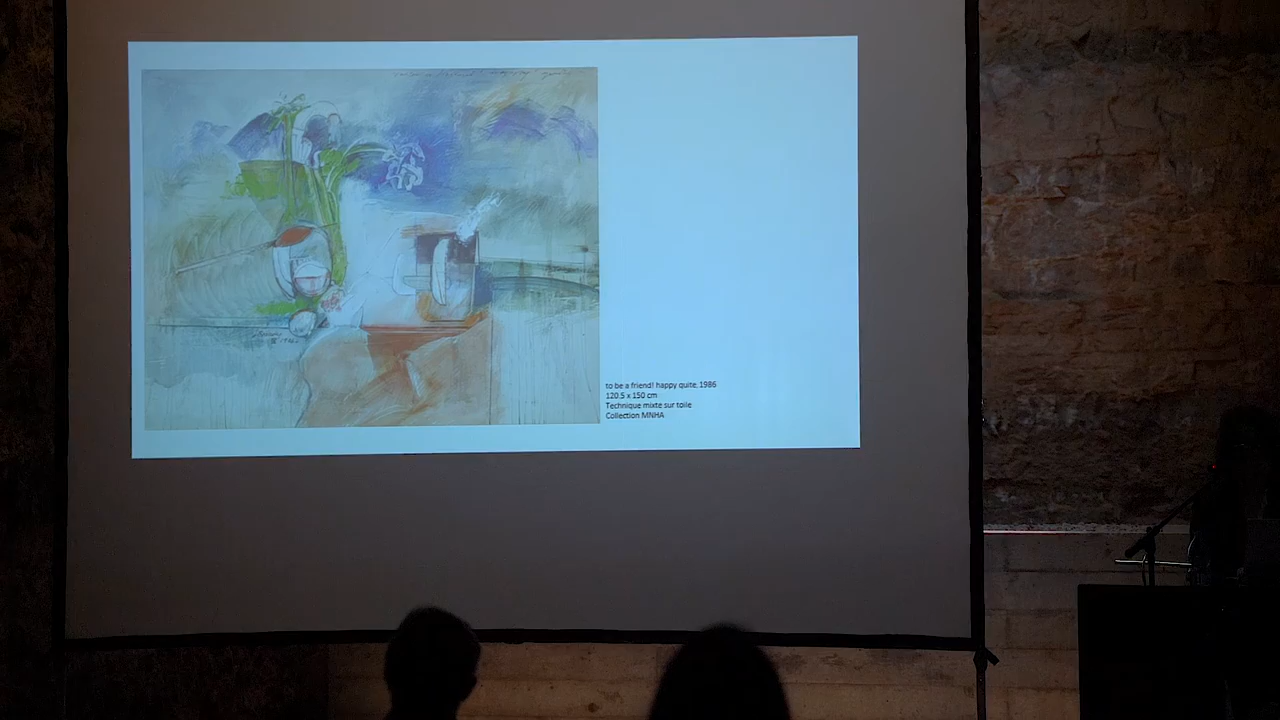 to be a friend! happy quite, 1986
120.5 x 150 cm
Technique mixte sur toile
Collection MNHA